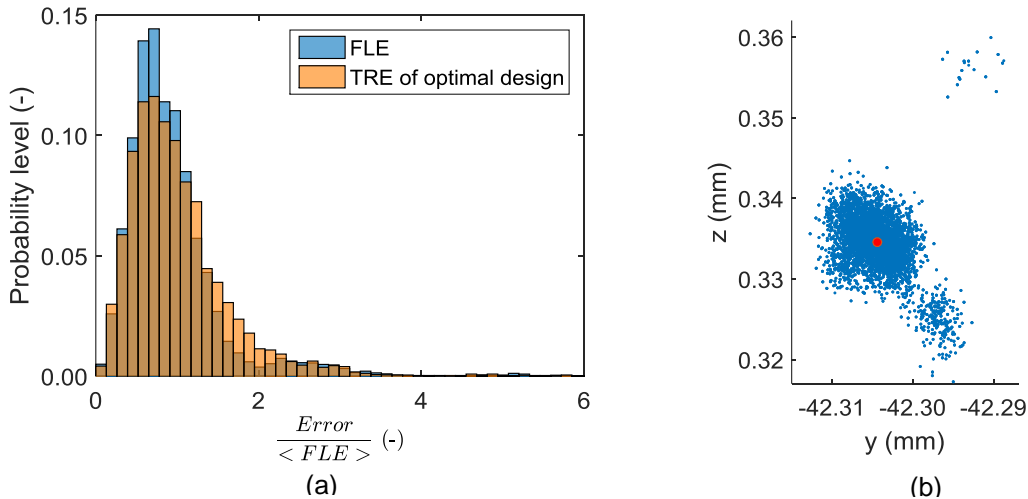 0.15
0.10
0.05
0.00
Probability level (-)
FLE
TRE of optimal design
0 2 4 6
Error
< FLE >
(-)
(a)
0.36
0.35
0.34
0.33
0.32
z (mm)
-42.31 -42.30 -42.29
y (mm)
(b)